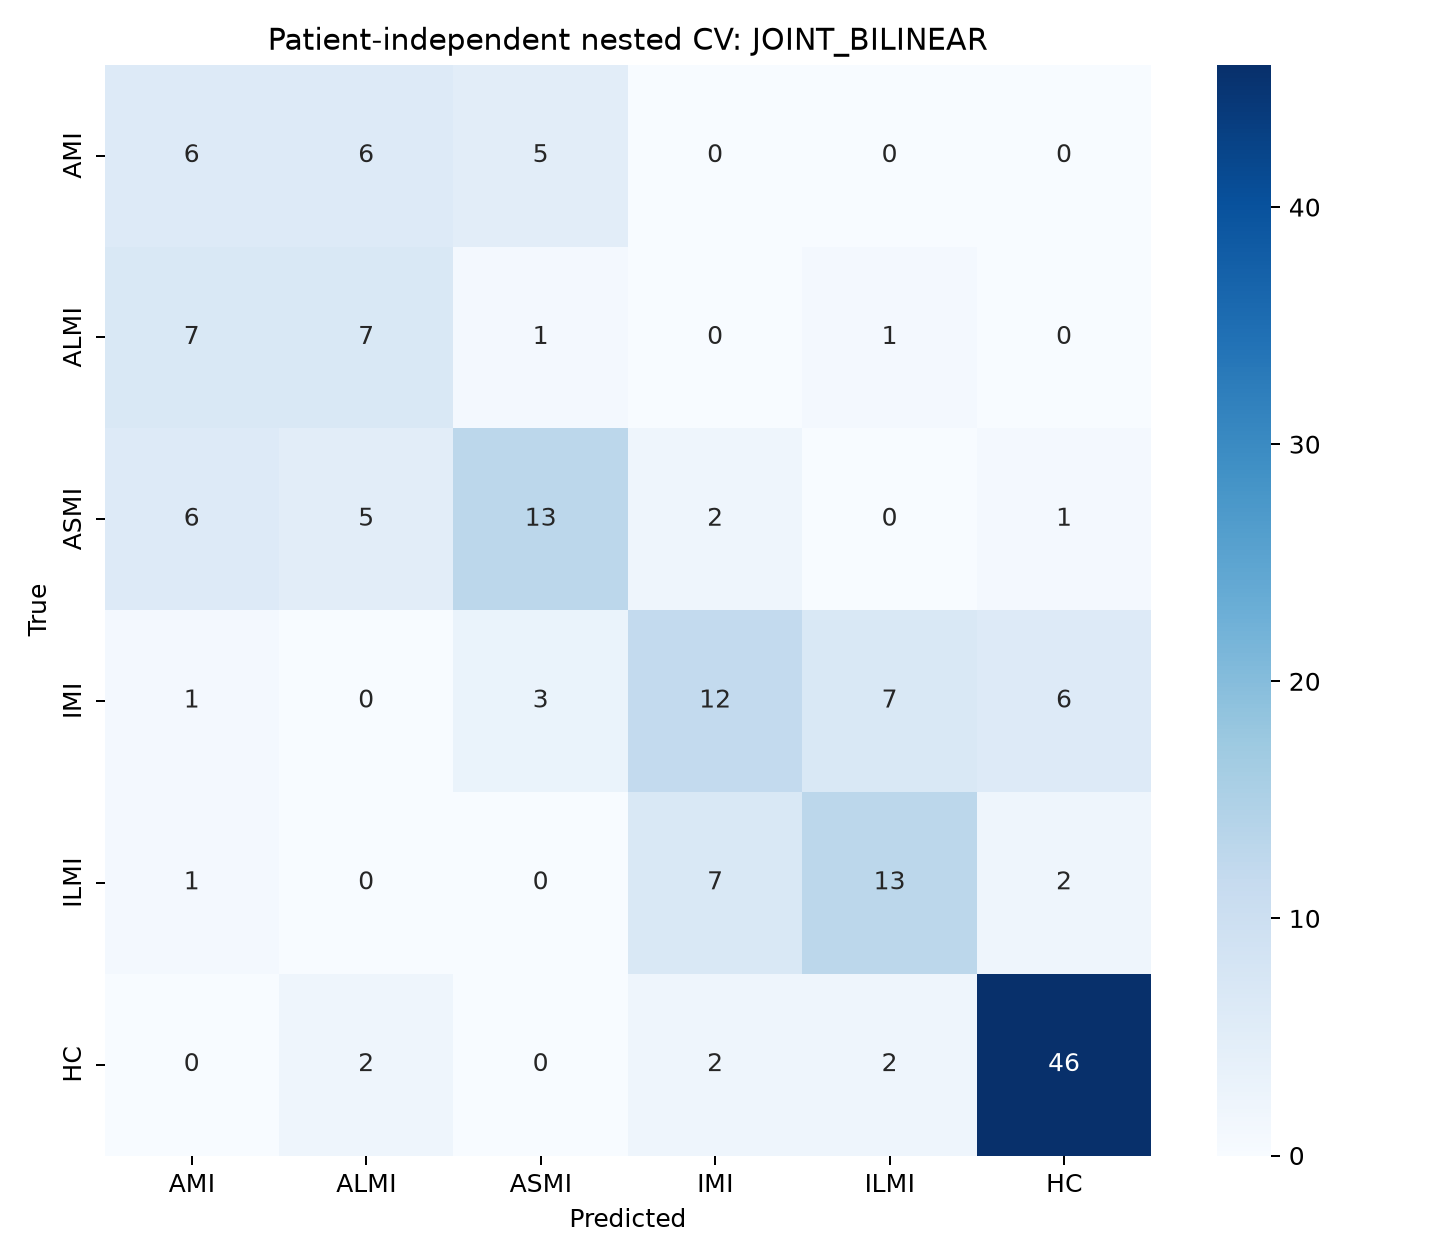 Patient-independent nested CV: JOINT_BILINEAR
True
AMI 6 6 5 0 0 0
ALMI 7 7 1 0 1 0
ASMI 6 5 13 2 0 1
IMI 1 0 3 12 7 6
ILMI 1 0 0 7 13 2
HC 0 2 0 2 2 46
AMI ALMI ASMI IMI ILMI HC
Predicted
40
30
20
10
0